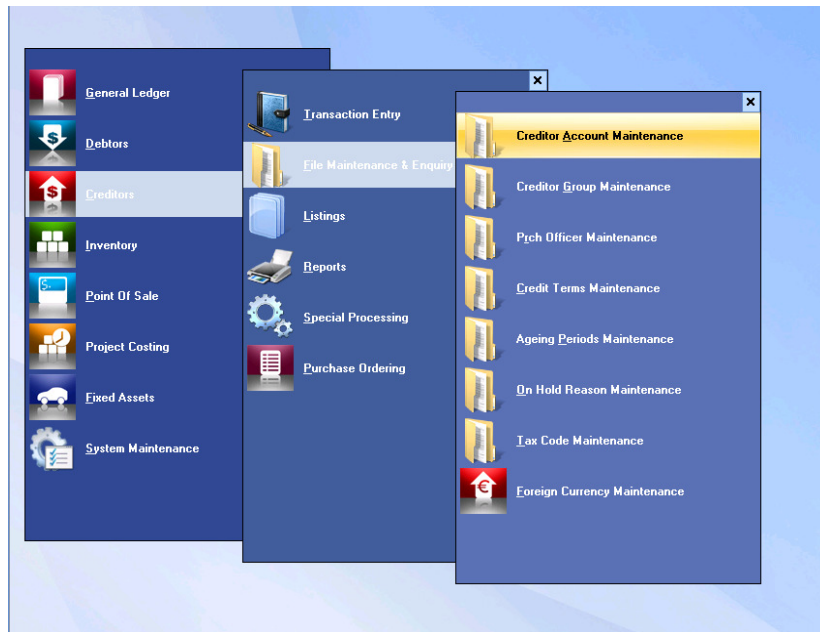 General Ledger
Debtors
Creditors
Inventory
Point Of Sale
Project Costing
Fixed Assets
System Maintenance
Transaction Entry
File Maintenance & Enquiry
Listings
Reports
Special Processing
Purchase Ordering
Creditor Account Maintenance
Creditor Group Maintenance
Prch Officer Maintenance
Credit Terms Maintenance
Ageing Periods Maintenance
On Hold Reason Maintenance
Tax Code Maintenance
Foreign Currency Maintenance